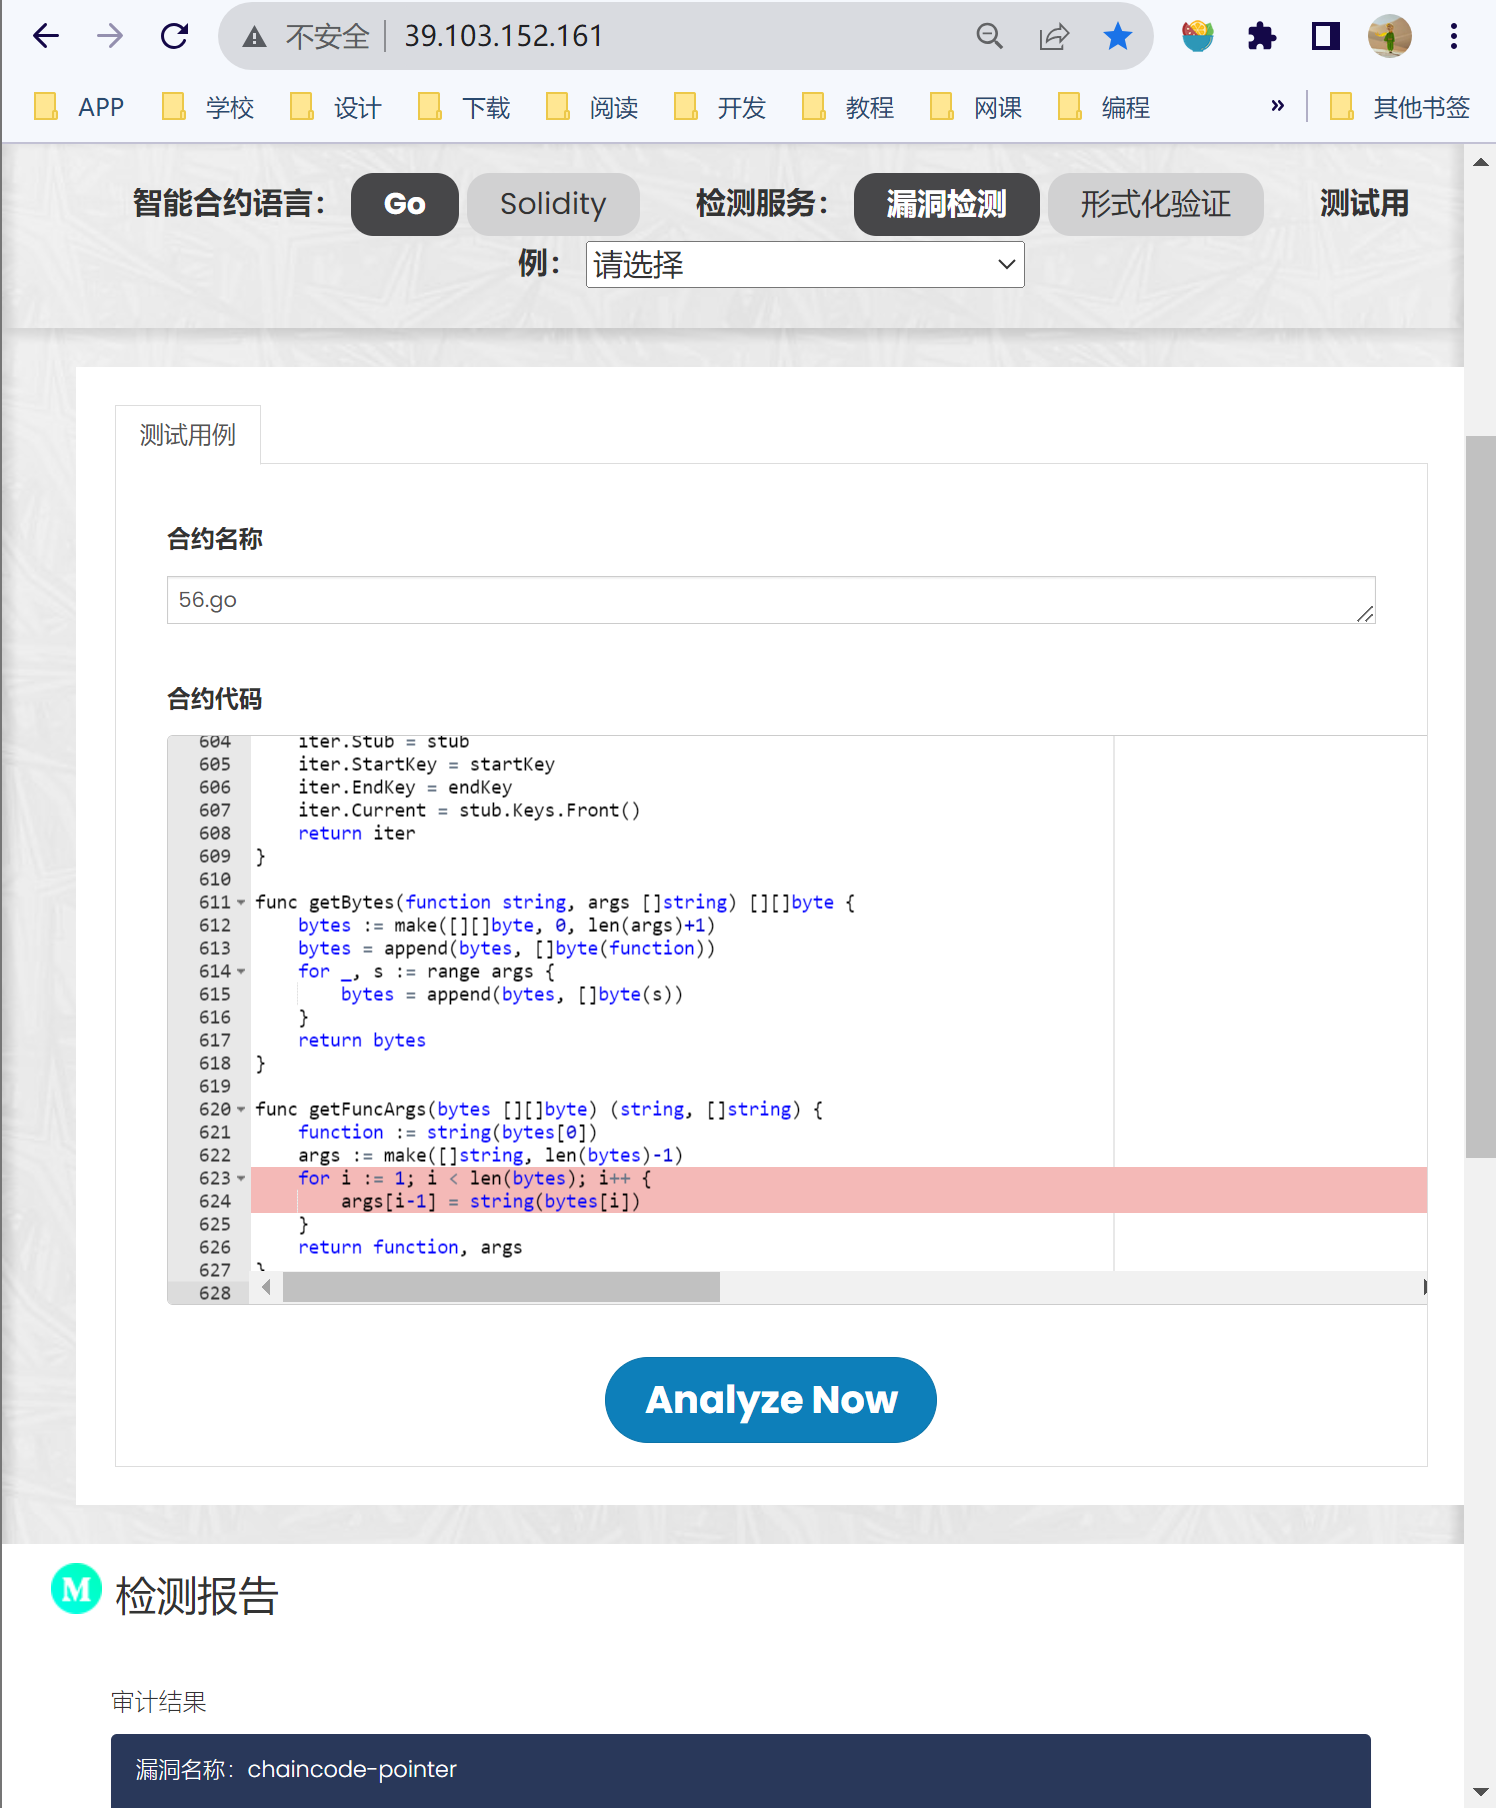 不安全 39.103.152.161
APP 学校 设计 下载 阅读 开发 教程 网课 编程 » 其他书签
智能合约语言： Go Solidity 检测服务： 漏洞检测 形式化验证 测试用
例： 请选择
测试用例
合约名称
56.go
合约代码
604 iter.Stub = stub
605 iter.StartKey = startKey
606 iter.EndKey = endKey
607 iter.Current = stub.Keys.Front()
608 return iter
609 }
610
611 func getBytes(function string, args []string) [][]byte {
612 bytes := make([][]byte, 0, len(args)+1)
613 bytes = append(bytes, []byte(function))
614 for _, s := range args {
615 bytes = append(bytes, []byte(s))
616 }
617 return bytes
618 }
619
620 func getFuncArgs(bytes [][]byte) (string, []string) {
621 function := string(bytes[0])
622 args := make([]string, len(bytes)-1)
623 for i := 1; i < len(bytes); i++ {
624 args[i-1] = string(bytes[i])
625 }
626 return function, args
627 }
628
Analyze Now
M 检测报告
审计结果
漏洞名称：chaincode-pointer